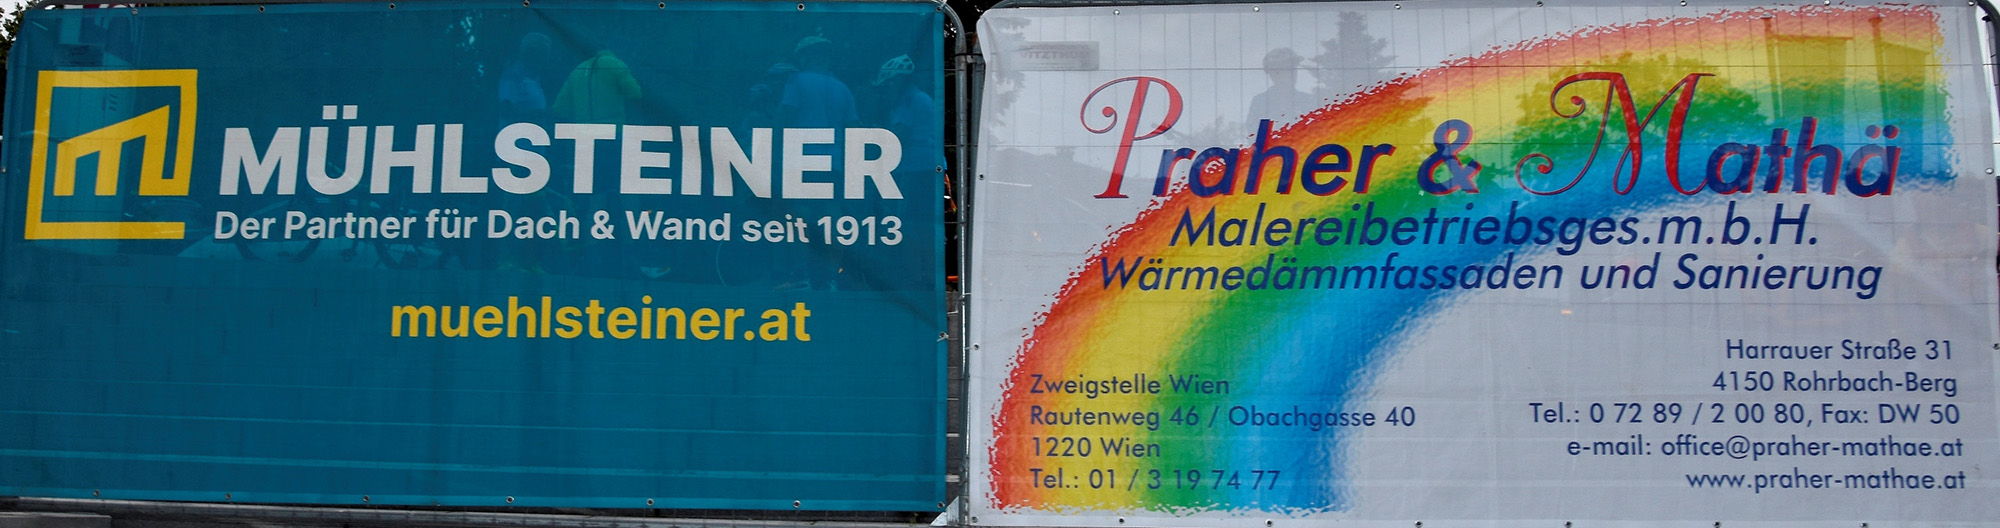 MÜHLSTEINER
Der Partner für Dach & Wand seit 1913
muehlsteiner.at
Praher & Mathä
Malereibetriebsges.m.b.H.
Wärmedämmfassaden und Sanierung
Zweigstelle Wien
Rautenweg 46 / Obachgasse 40
1220 Wien
Tel.: 01 / 3 19 74 77
Harrauer Straße 31
4150 Rohrbach-Berg
Tel.: 0 72 89 / 2 00 80, Fax: DW 50
e-mail: office@praher-mathae.at
www.praher-mathae.at